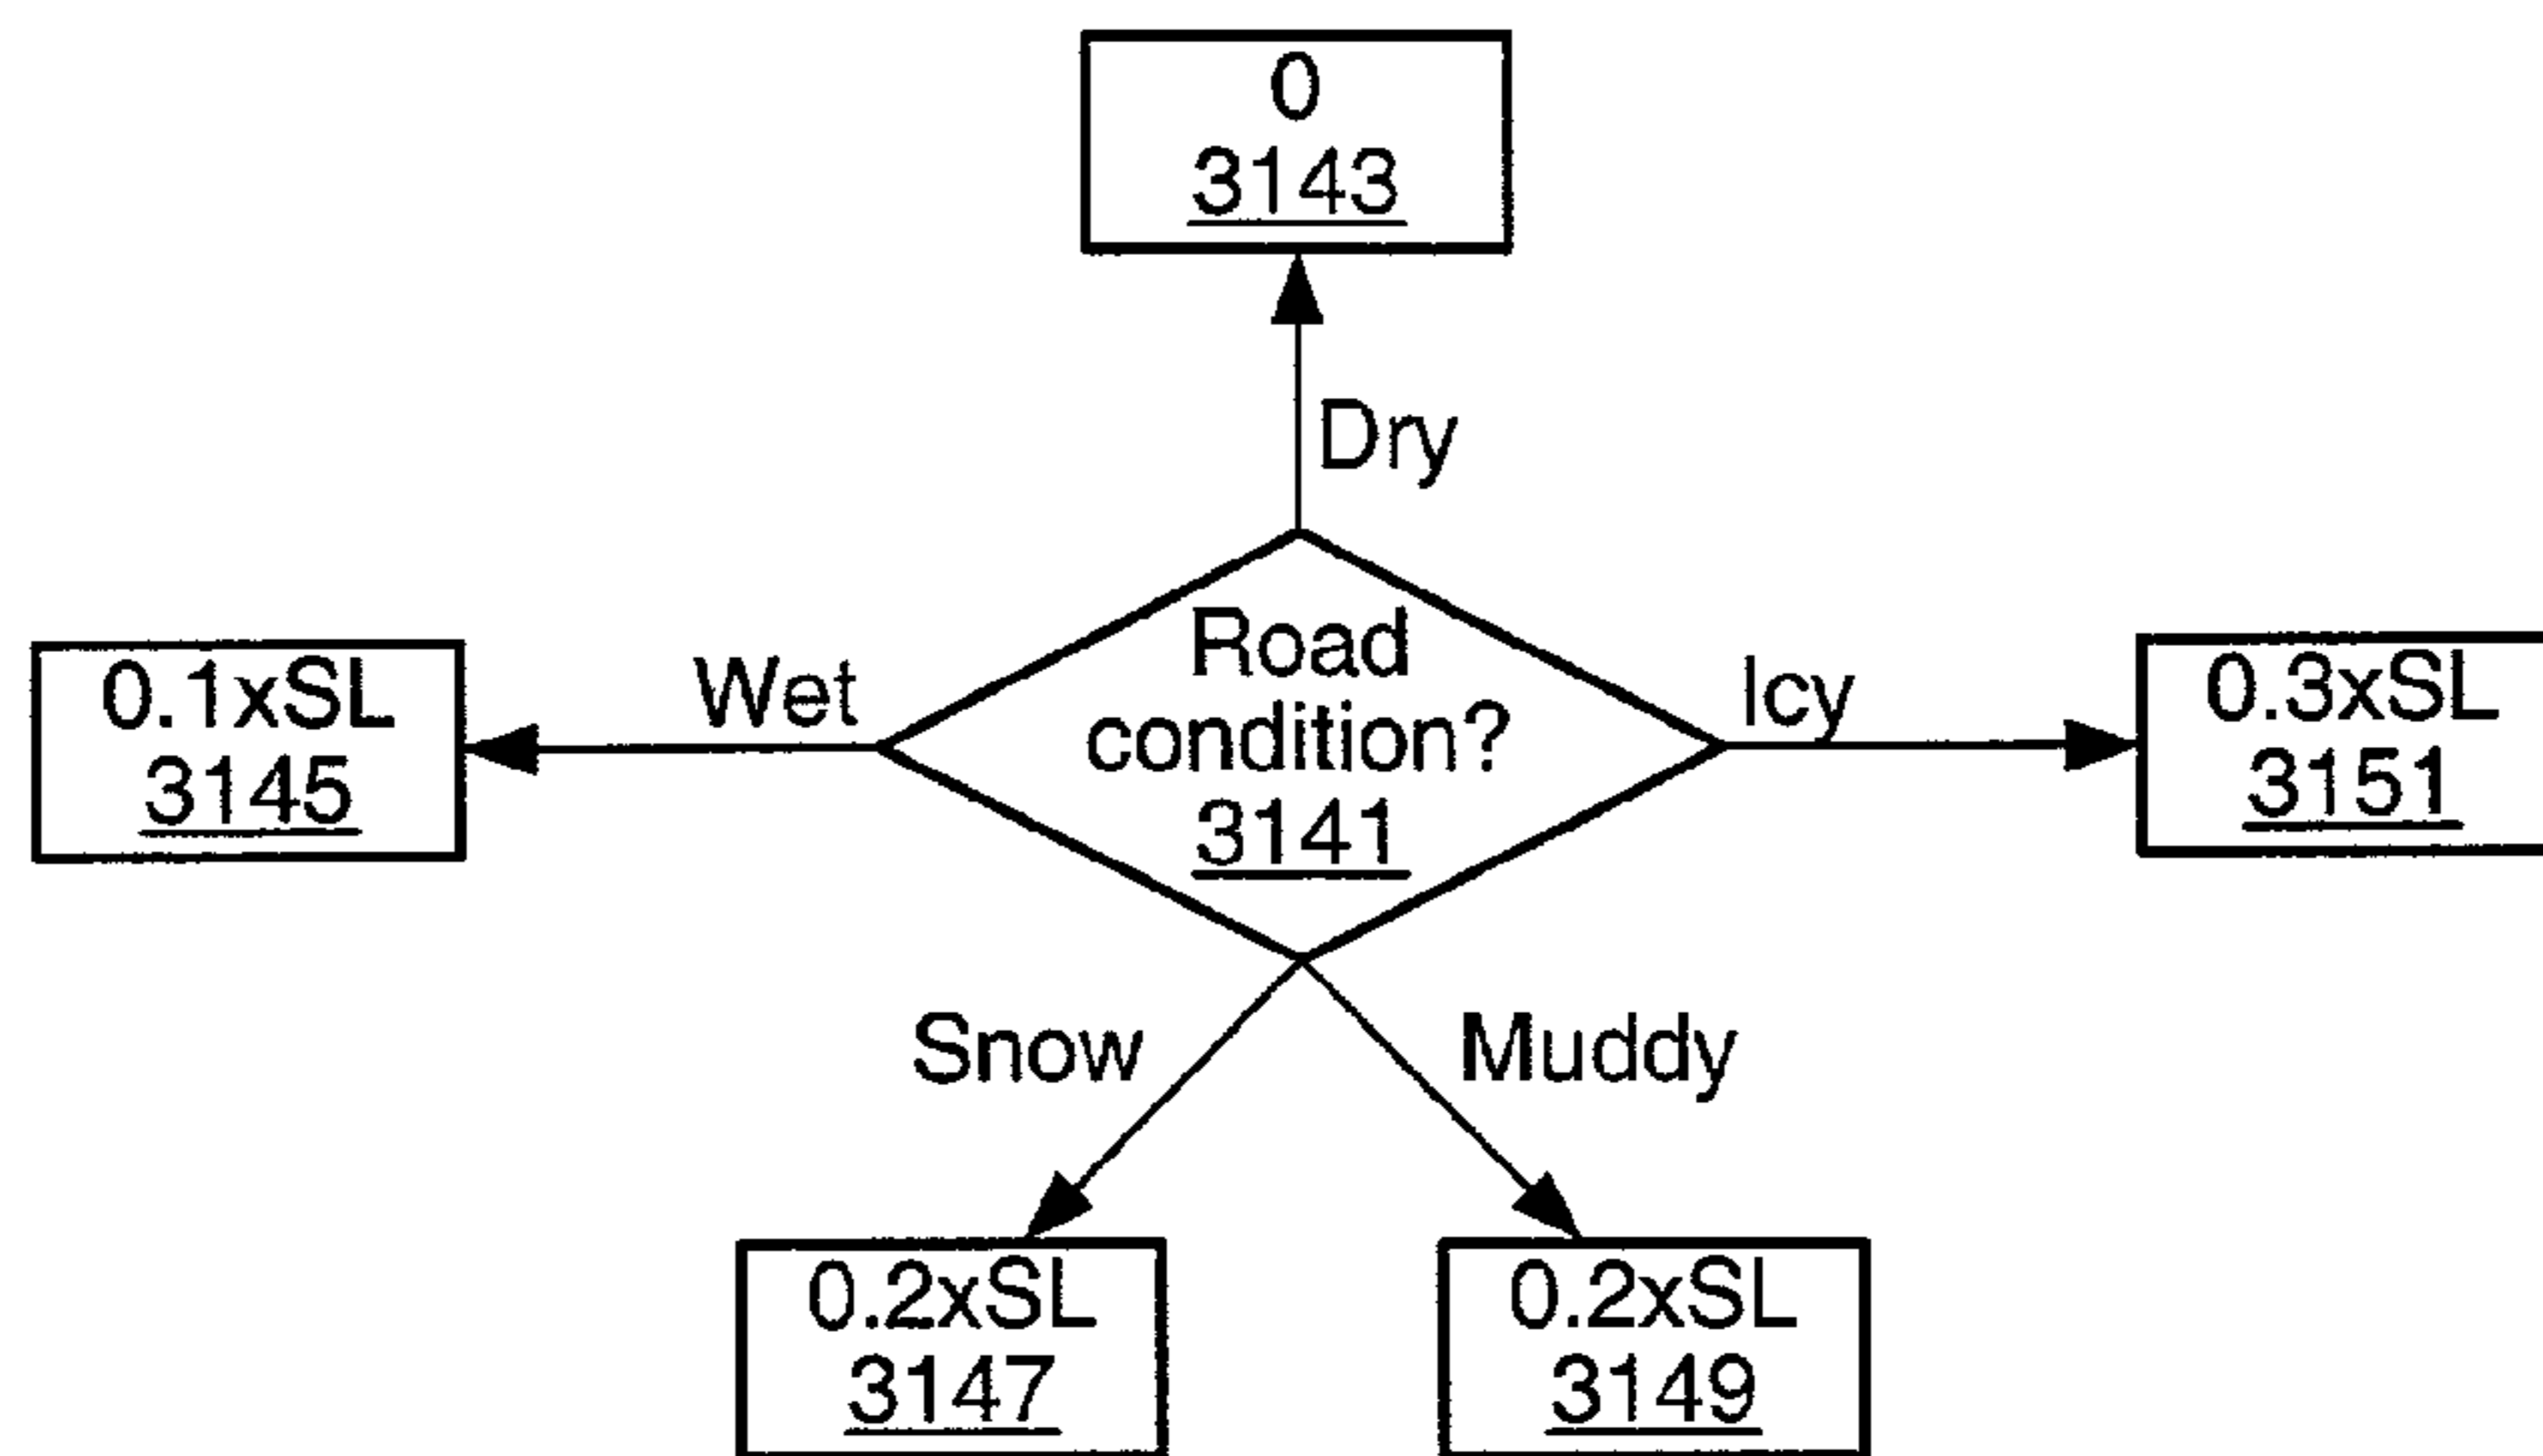 0
3143
Dry
Road
condition?
3141
Wet
0.1xSL
3145
Icy
0.3xSL
3151
Snow
Muddy
0.2xSL
3147
0.2xSL
3149